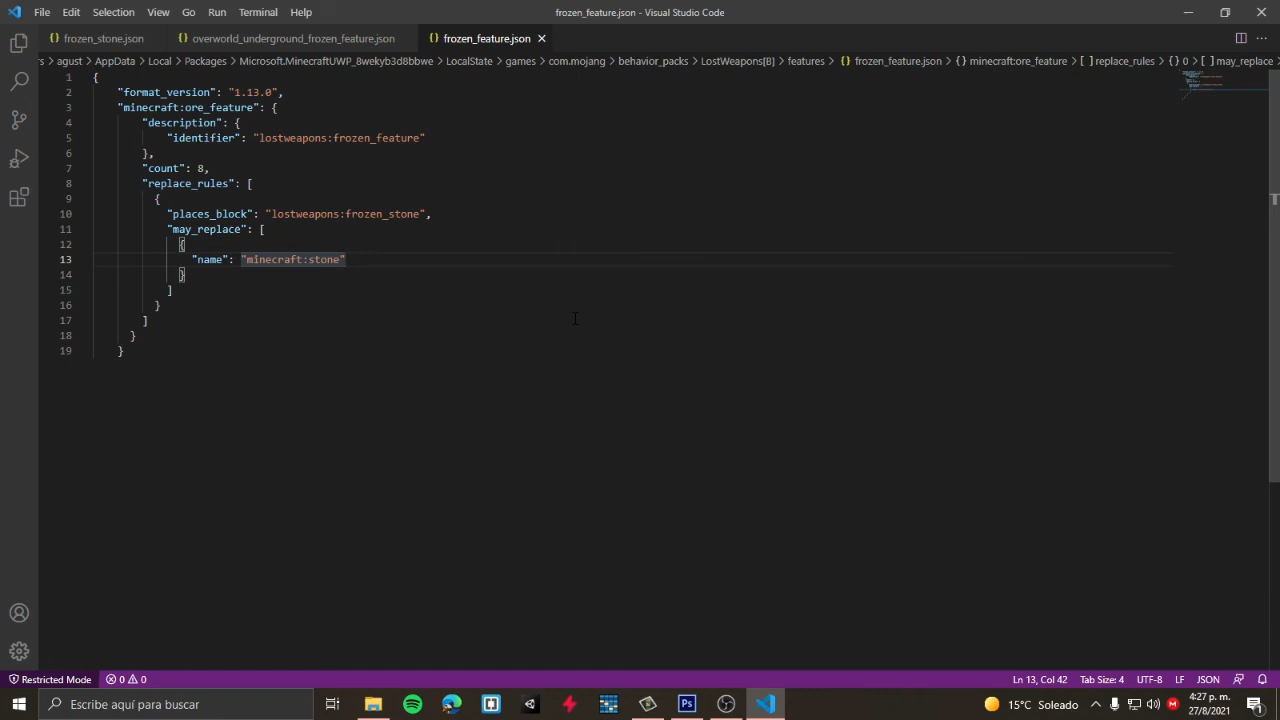 File Edit Selection View Go Run Terminal Help frozen_feature.json - Visual Studio Code
{} frozen_stone.json {} overworld_underground_frozen_feature.json {} frozen_feature.json
rs > agust > AppData > Local > Packages > Microsoft.MinecraftUWP_8wekyb3d8bbwe > LocalState > games > com.mojang > behavior_packs > LostWeapons[B] > features > {} frozen_feature.json > {} minecraft:ore_feature > [ ] replace_rules > {} 0 > [ ] may_replace >
1 {
2 "format_version": "1.13.0",
3 "minecraft:ore_feature": {
4 "description": {
5 "identifier": "lostweapons:frozen_feature"
6 },
7 "count": 8,
8 "replace_rules": [
9 {
10 "places_block": "lostweapons:frozen_stone",
11 "may_replace": [
12 {
13 "name": "minecraft:stone"
14 }
15 ]
16 }
17 ]
18 }
19 }
Restricted Mode 0 0 Ln 13, Col 42 Tab Size: 4 UTF-8 LF JSON
Escribe aquí para buscar Ps 15°C Soleado 4:27 p. m.
27/8/2021 1